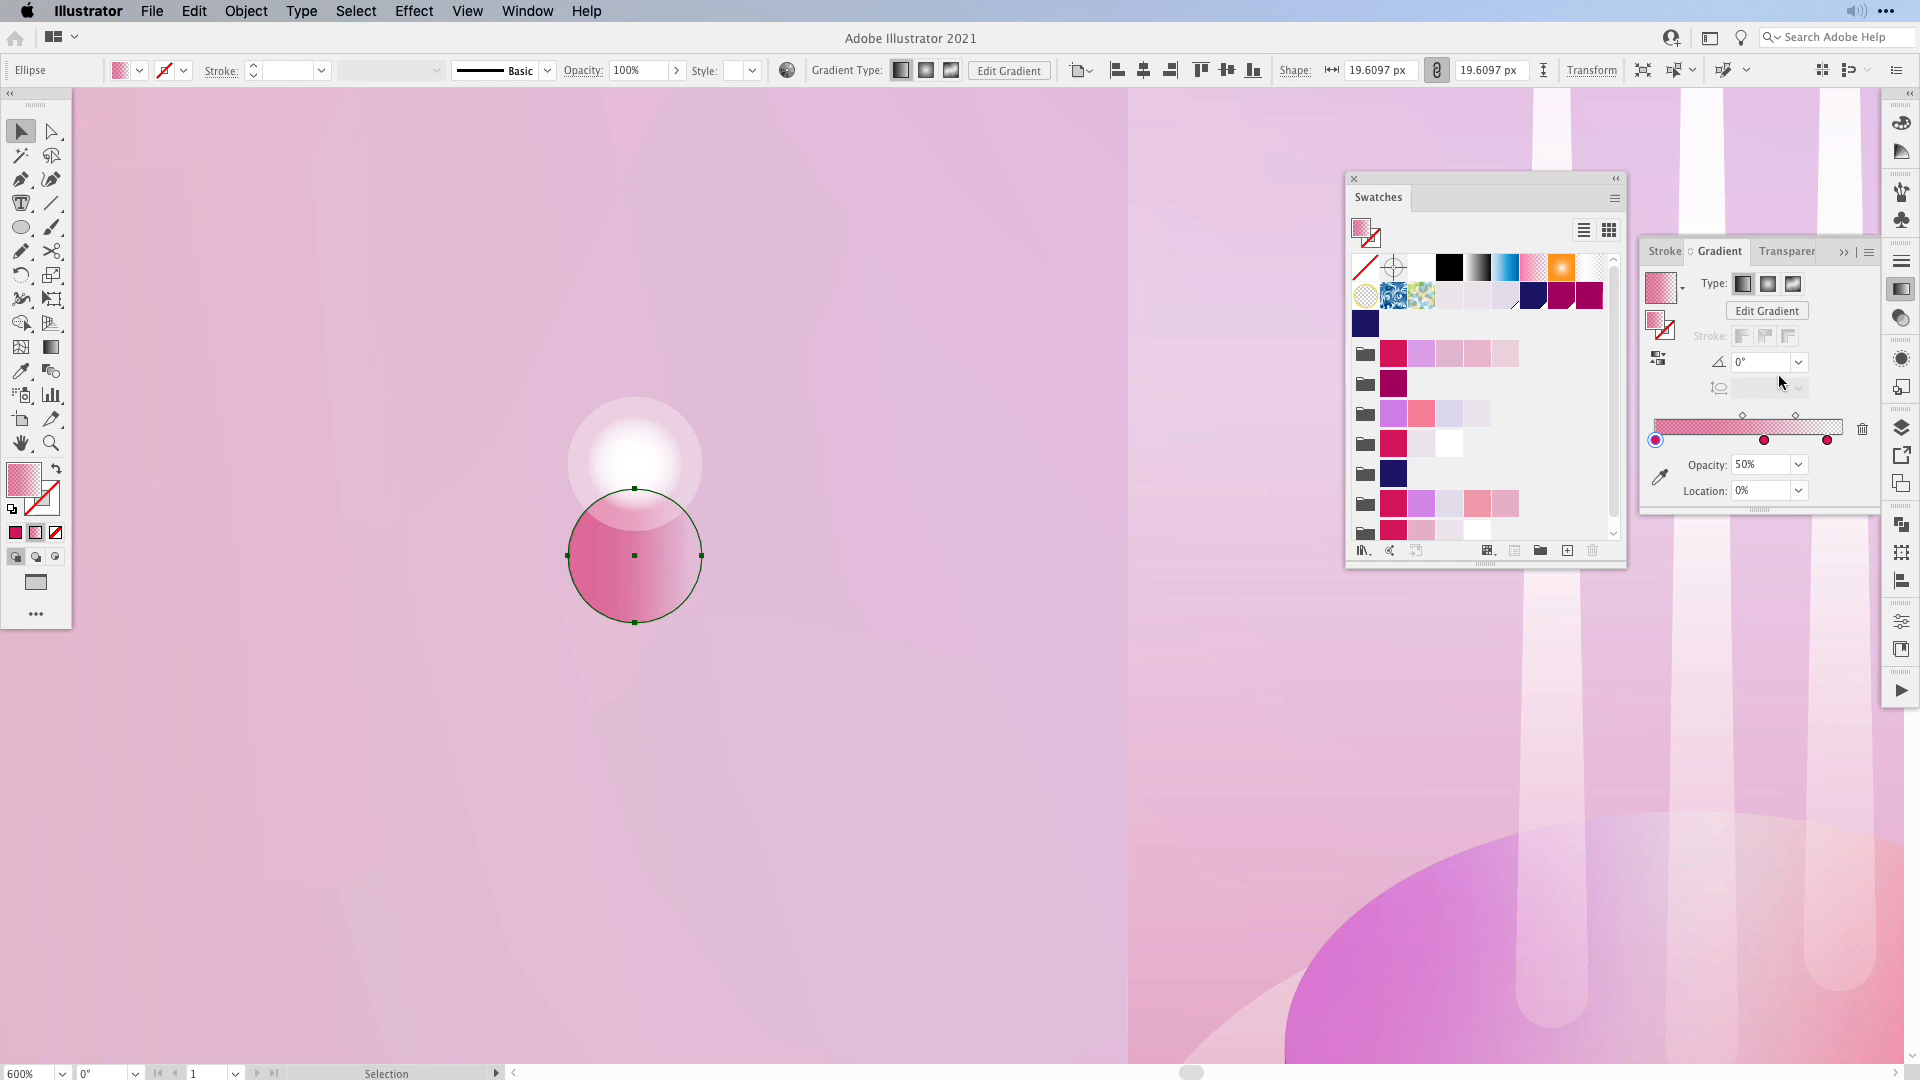 Illustrator File Edit Object Type Select Effect View Window Help
Adobe Illustrator 2021
Search Adobe Help
Ellipse Stroke: Basic Opacity: 100% Style: Gradient Type: Edit Gradient Shape: 19.6097 px 19.6097 px Transform
Swatches
Stroke Gradient Transparen
Type:
Edit Gradient
Stroke:
0°
Opacity: 50%
Location: 0%
600% 0° 1 Selection